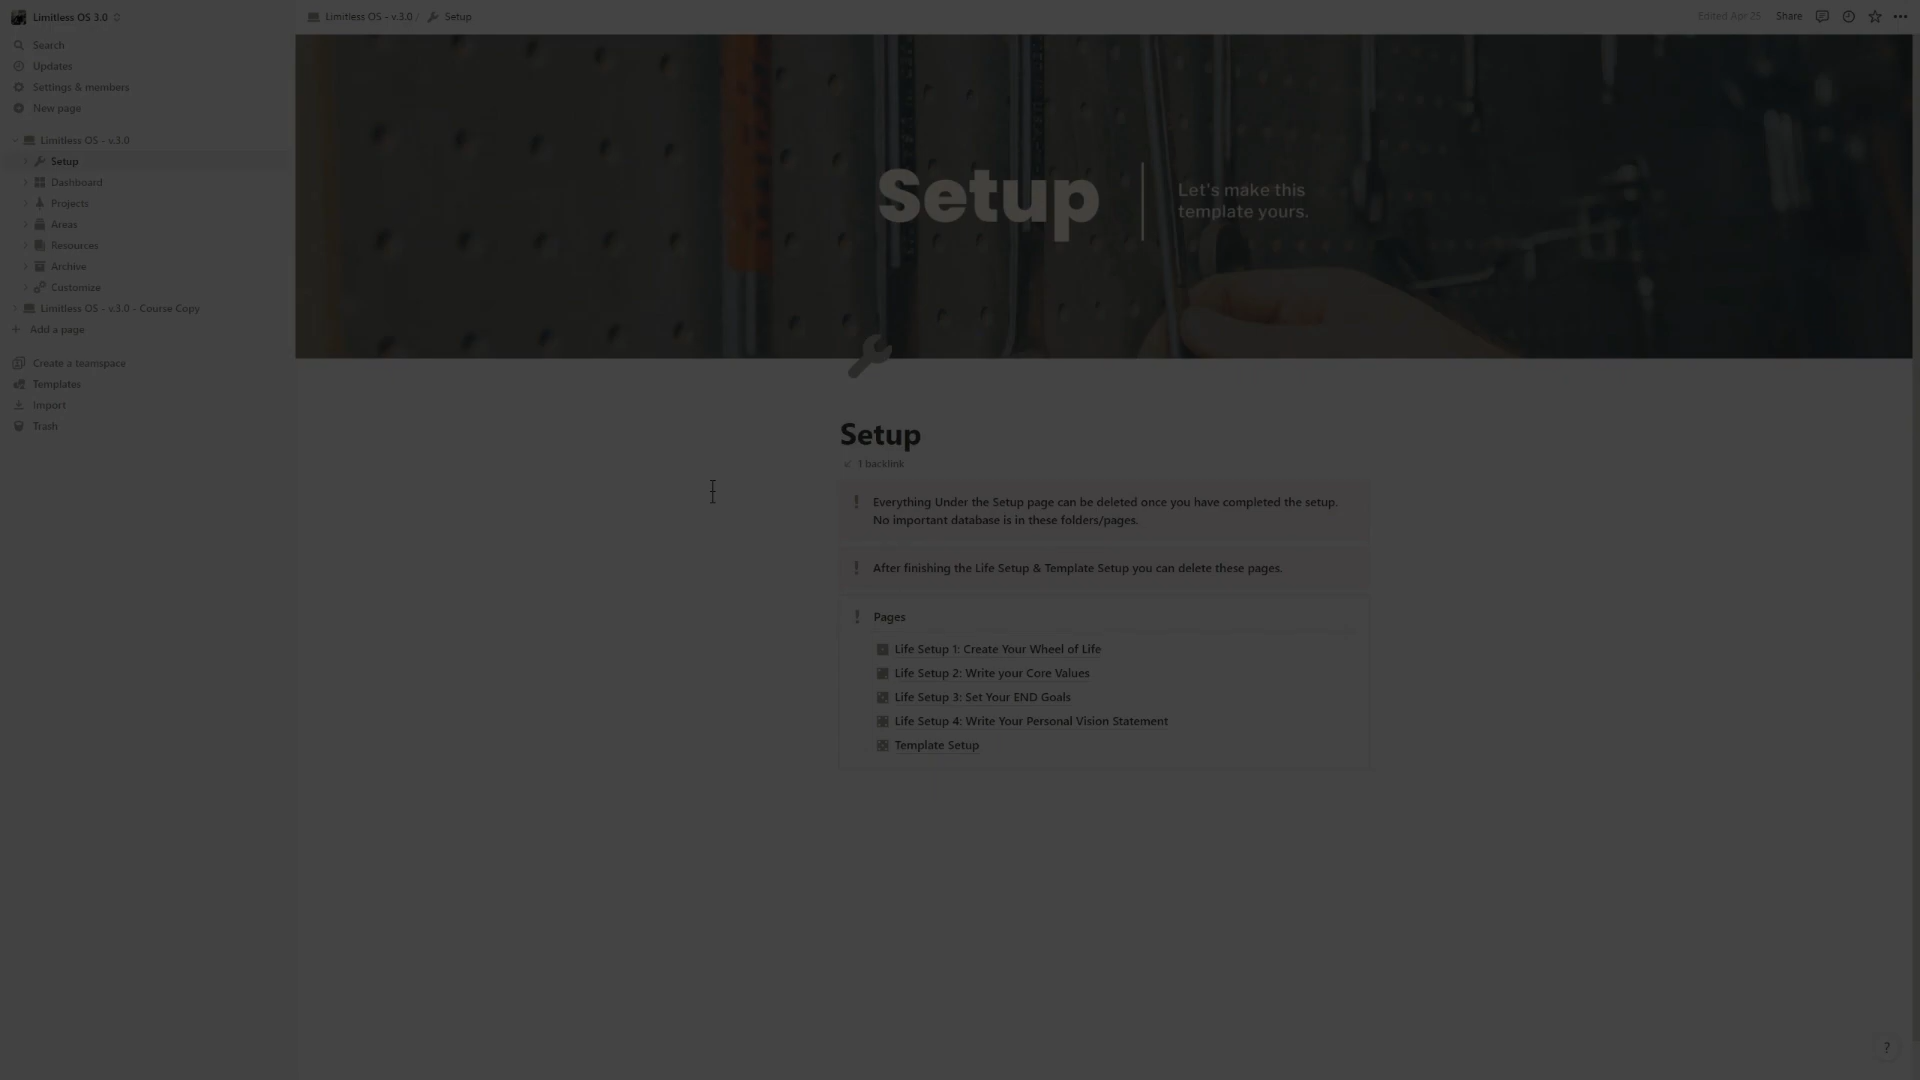 Limitless OS 3.0
Search
Updates
Settings & members
New page
Limitless OS - v.3.0
Setup
Dashboard
Projects
Areas
Resources
Archive
Customize
Limitless OS - v.3.0 - Course Copy
Add a page
Create a teamspace
Templates
Import
Trash
Limitless OS - v.3.0 / Setup
Edited Apr 25 Share
Setup
Let's make this
template yours.
Setup
1 backlink
Everything Under the Setup page can be deleted once you have completed the setup.
No important database is in these folders/pages.
After finishing the Life Setup & Template Setup you can delete these pages.
Pages
Life Setup 1: Create Your Wheel of Life
Life Setup 2: Write your Core Values
Life Setup 3: Set Your END Goals
Life Setup 4: Write Your Personal Vision Statement
Template Setup
?